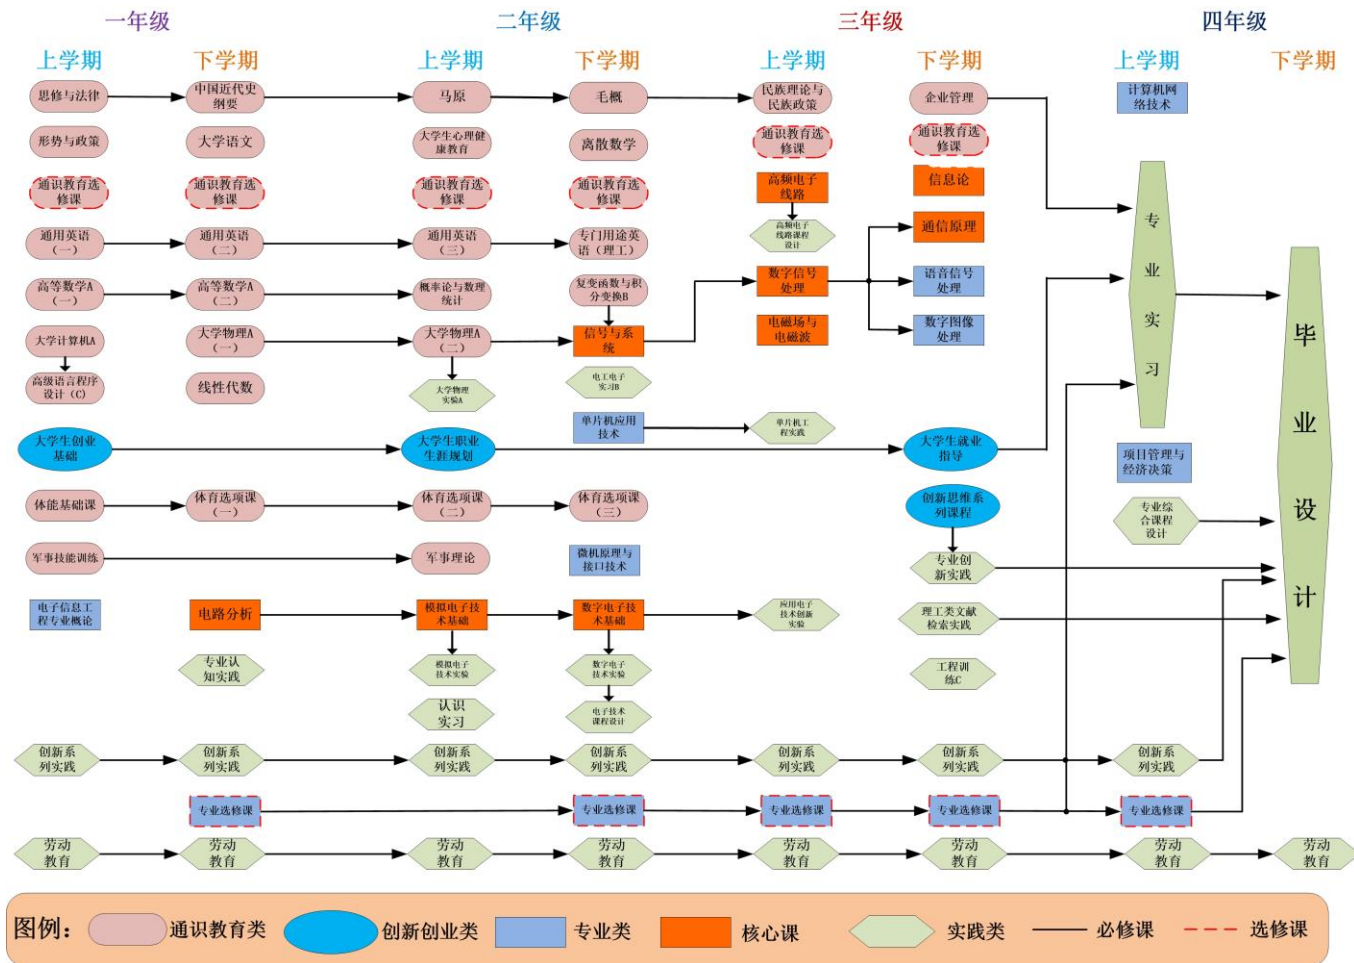 一年级
二年级
三年级
四年级
上学期
下学期
上学期
下学期
上学期
下学期
上学期
下学期
思修与法律
中国近代史
纲要
马原
毛概
民族理论与
民族政策
企业管理
计算机网
络技术
形势与政策
大学语文
大学生心理健
康教育
离散数学
通识教育选
修课
通识教育选
修课
通识教育选
修课
通识教育选
修课
通识教育选
修课
通识教育选
修课
高频电子
线路
信息论
通用英语
（一）
通用英语
（二）
通用英语
（三）
专门用途英
语（理工）
高频电子
线路课程
设计
通信原理
高等数学A
（一）
高等数学A
（二）
概率论与数理
统计
复变函数与积
分变换B
数字信号
处理
语音信号
处理
大学计算机A
大学物理A
（一）
大学物理A
（二）
信号与系
统
电磁场与
电磁波
数字图像
处理
高级语言程序
设计（C）
线性代数
大学物理
实验A
电工电子
实习B
单片机应用
技术
单片机工
程实践
大学生创业
基础
大学生职业
生涯规划
大学生就业
指导
项目管理与
经济决策
专
业
实
习
毕
业
设
计
体能基础课
体育选项课
（一）
体育选项课
（二）
体育选项课
（三）
创新思维系
列课程
专业综
合课程
设计
军事技能训练
军事理论
微机原理与
接口技术
专业创
新实践
电子信息工
程专业概论
电路分析
模拟电子技
术基础
数字电子技
术基础
应用电子
技术创新
实验
理工类文献
检索实践
专业认
知实践
模拟电子
技术实验
数字电子
技术实验
工程训
练C
认识
实习
电子技术
课程设计
创新系
列实践
创新系
列实践
创新系
列实践
创新系
列实践
创新系
列实践
创新系
列实践
创新系
列实践
专业选修课
专业选修课
专业选修课
专业选修课
专业选修课
劳动
教育
劳动
教育
劳动
教育
劳动
教育
劳动
教育
劳动
教育
劳动
教育
劳动
教育
图例：
通识教育类
创新创业类
专业类
核心课
实践类
必修课
选修课